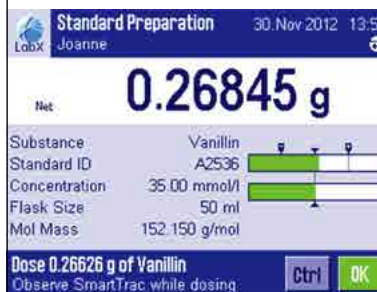 Standard Preparation 30.Nov 2012 13:5
LabX Joanne
Net 0.26845 g
Substance Vanillin
Standard ID A2536
Concentration 35.00 mmol/l
Flask Size 50 ml
Mol Mass 152.150 g/mol
Dose 0.26626 g of Vanillin
Observe SmartTrac while dosing
Ctrl OK